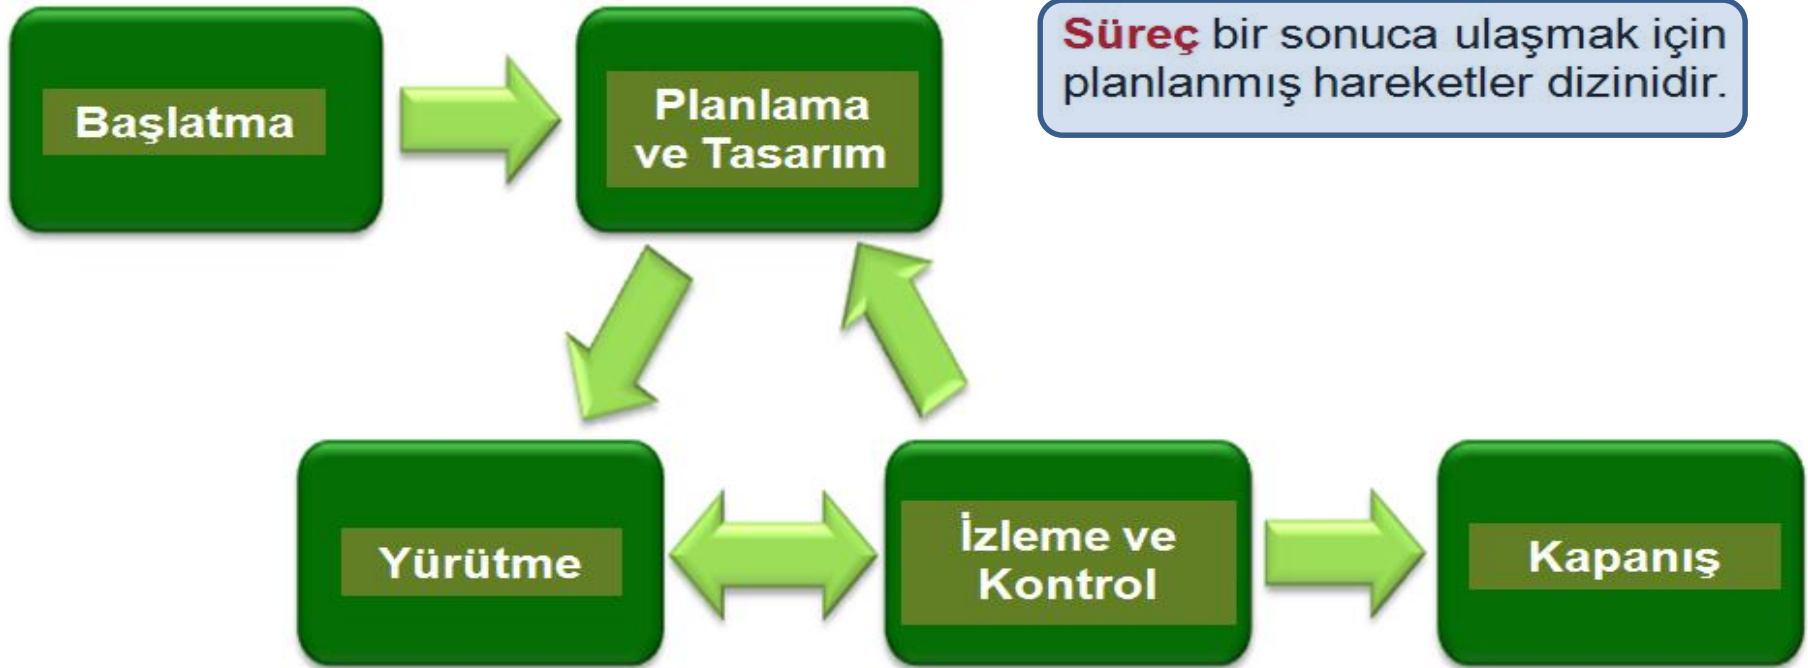 Süreç bir sonuca ulaşmak için
planlanmış hareketler dizinidir.
Başlatma
Planlama
ve Tasarım
Yürütme
İzleme ve
Kontrol
Kapanış